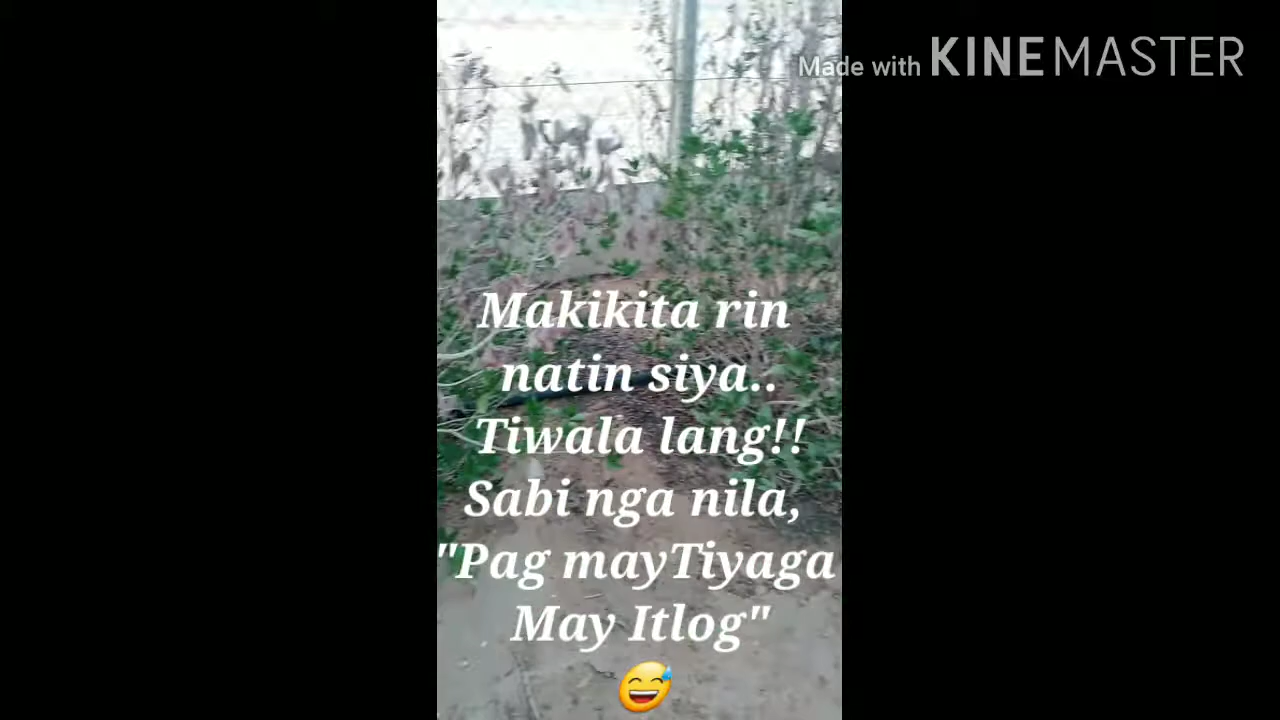 Made with KINEMASTER
Makikita rin
natin siya..
Tiwala lang!!
Sabi nga nila,
"Pag mayTiyaga
May Itlog"
😅